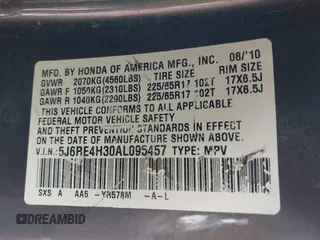 MFD. BY HONDA OF AMERICA MFG., INC. 08/'10
GVWR 2070KG(4560LBS) TIRE SIZE RIM SIZE
GAWR F 1050KG(2310LBS) 225/65R17 102T 17X6.5J
GAWR R 1040KG(2290LBS) 225/65R17 102T 17X6.5J
THIS VEHICLE CONFORMS TO ALL APPLICABLE
FEDERAL MOTOR VEHICLE SAFETY STANDARDS
IN EFFECT ON THE DATE OF MANUFACTURE SHOWN ABOVE.
V.I.N: 5J6RE4H30AL095457 TYPE: MPV
SXS A AA5 -YR578M -A-L
DREAMBID